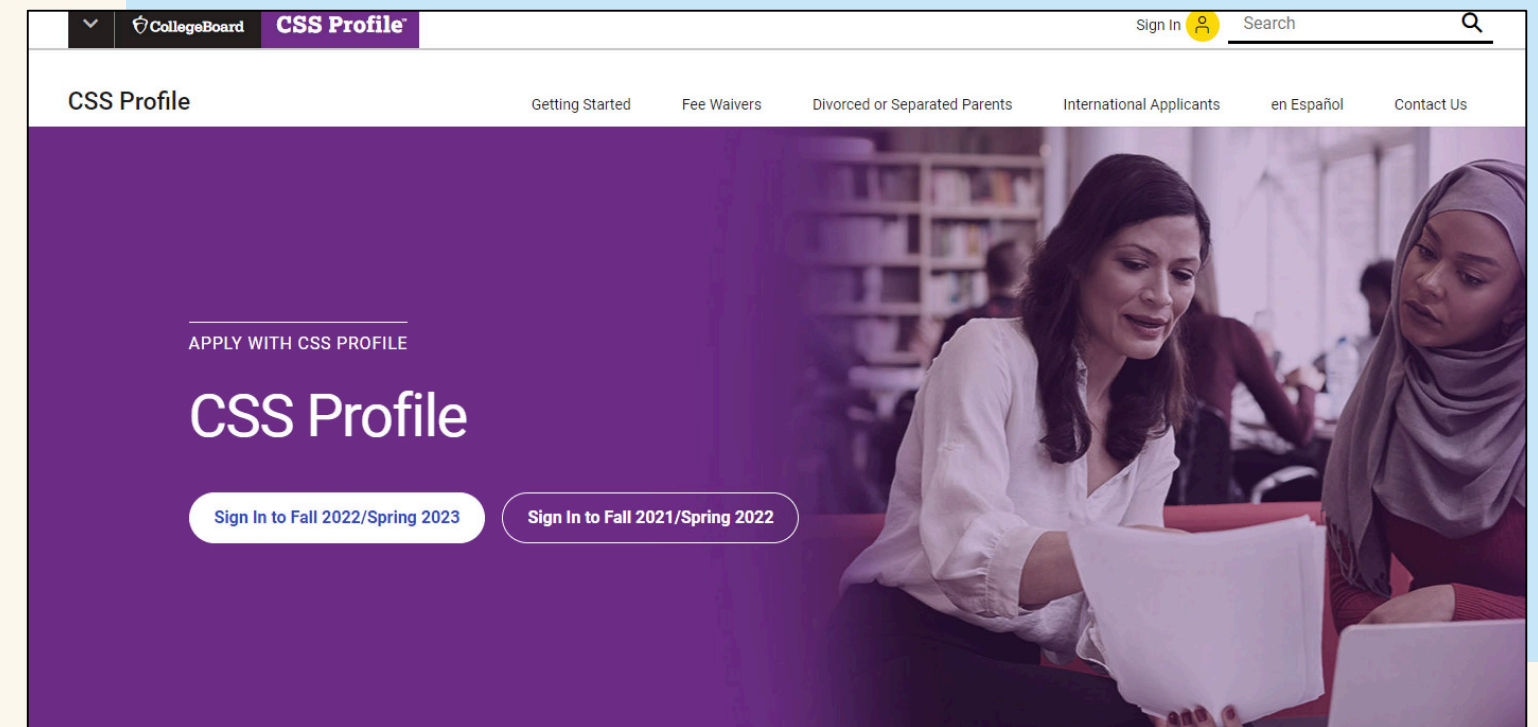 CollegeBoard CSS Profile™ Sign In Search
CSS Profile Getting Started Fee Waivers Divorced or Separated Parents International Applicants en Español Contact Us
APPLY WITH CSS PROFILE
CSS Profile
Sign In to Fall 2022/Spring 2023 Sign In to Fall 2021/Spring 2022